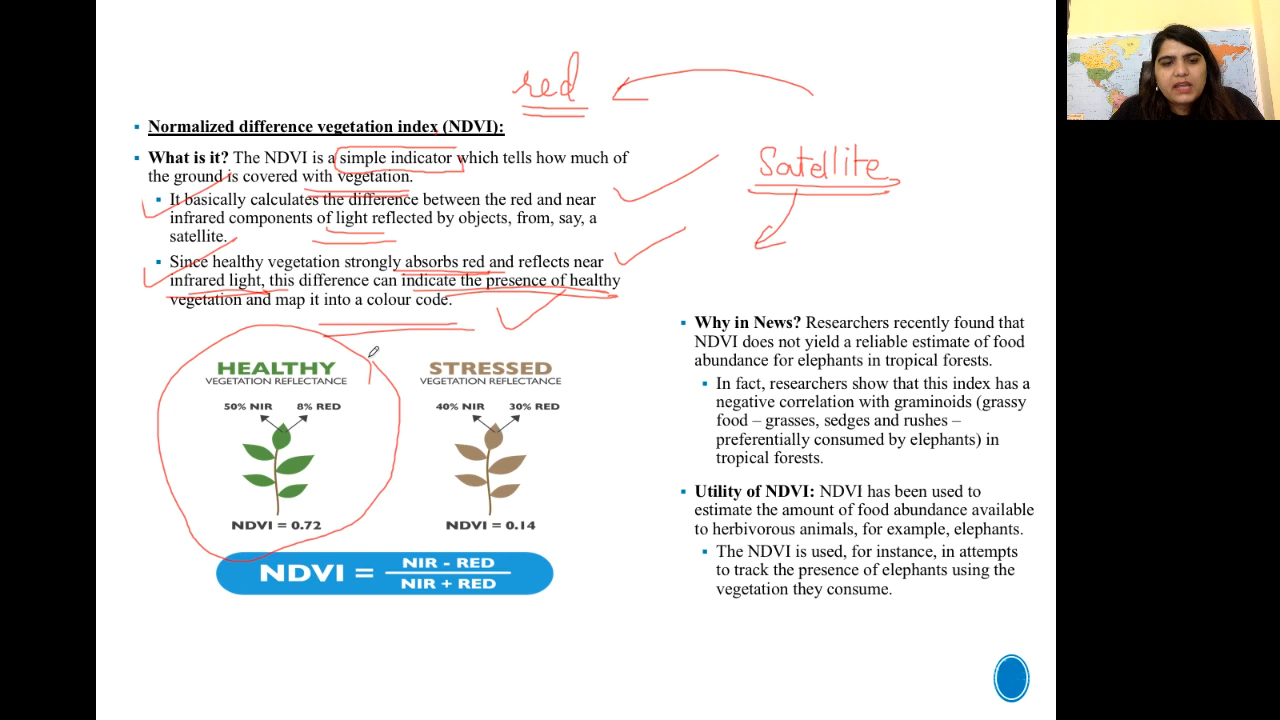 red
Satellite
Normalized difference vegetation index (NDVI):
What is it? The NDVI is a simple indicator which tells how much of
the ground is covered with vegetation.
It basically calculates the difference between the red and near
infrared components of light reflected by objects, from, say, a
satellite.
Since healthy vegetation strongly absorbs red and reflects near
infrared light, this difference can indicate the presence of healthy
vegetation and map it into a colour code.
HEALTHY
VEGETATION REFLECTANCE
50% NIR 8% RED
NDVI = 0.72
STRESSED
VEGETATION REFLECTANCE
40% NIR 30% RED
NDVI = 0.14
NDVI = NIR - RED
NIR + RED
Why in News? Researchers recently found that
NDVI does not yield a reliable estimate of food
abundance for elephants in tropical forests.
In fact, researchers show that this index has a
negative correlation with graminoids (grassy
food – grasses, sedges and rushes –
preferentially consumed by elephants) in
tropical forests.
Utility of NDVI: NDVI has been used to
estimate the amount of food abundance available
to herbivorous animals, for example, elephants.
The NDVI is used, for instance, in attempts
to track the presence of elephants using the
vegetation they consume.